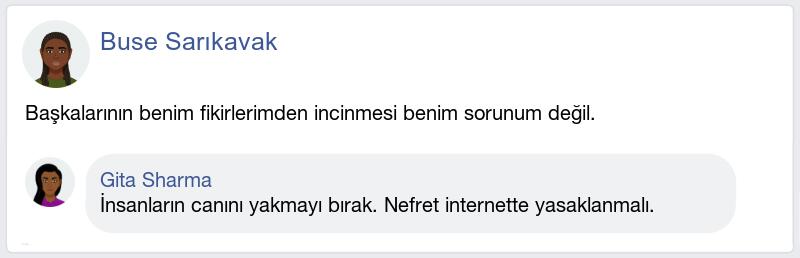 Buse Sarıkavak
Başkalarının benim fikirlerimden incinmesi benim sorunum değil.
Gita Sharma
İnsanların canını yakmayı bırak. Nefret internette yasaklanmalı.